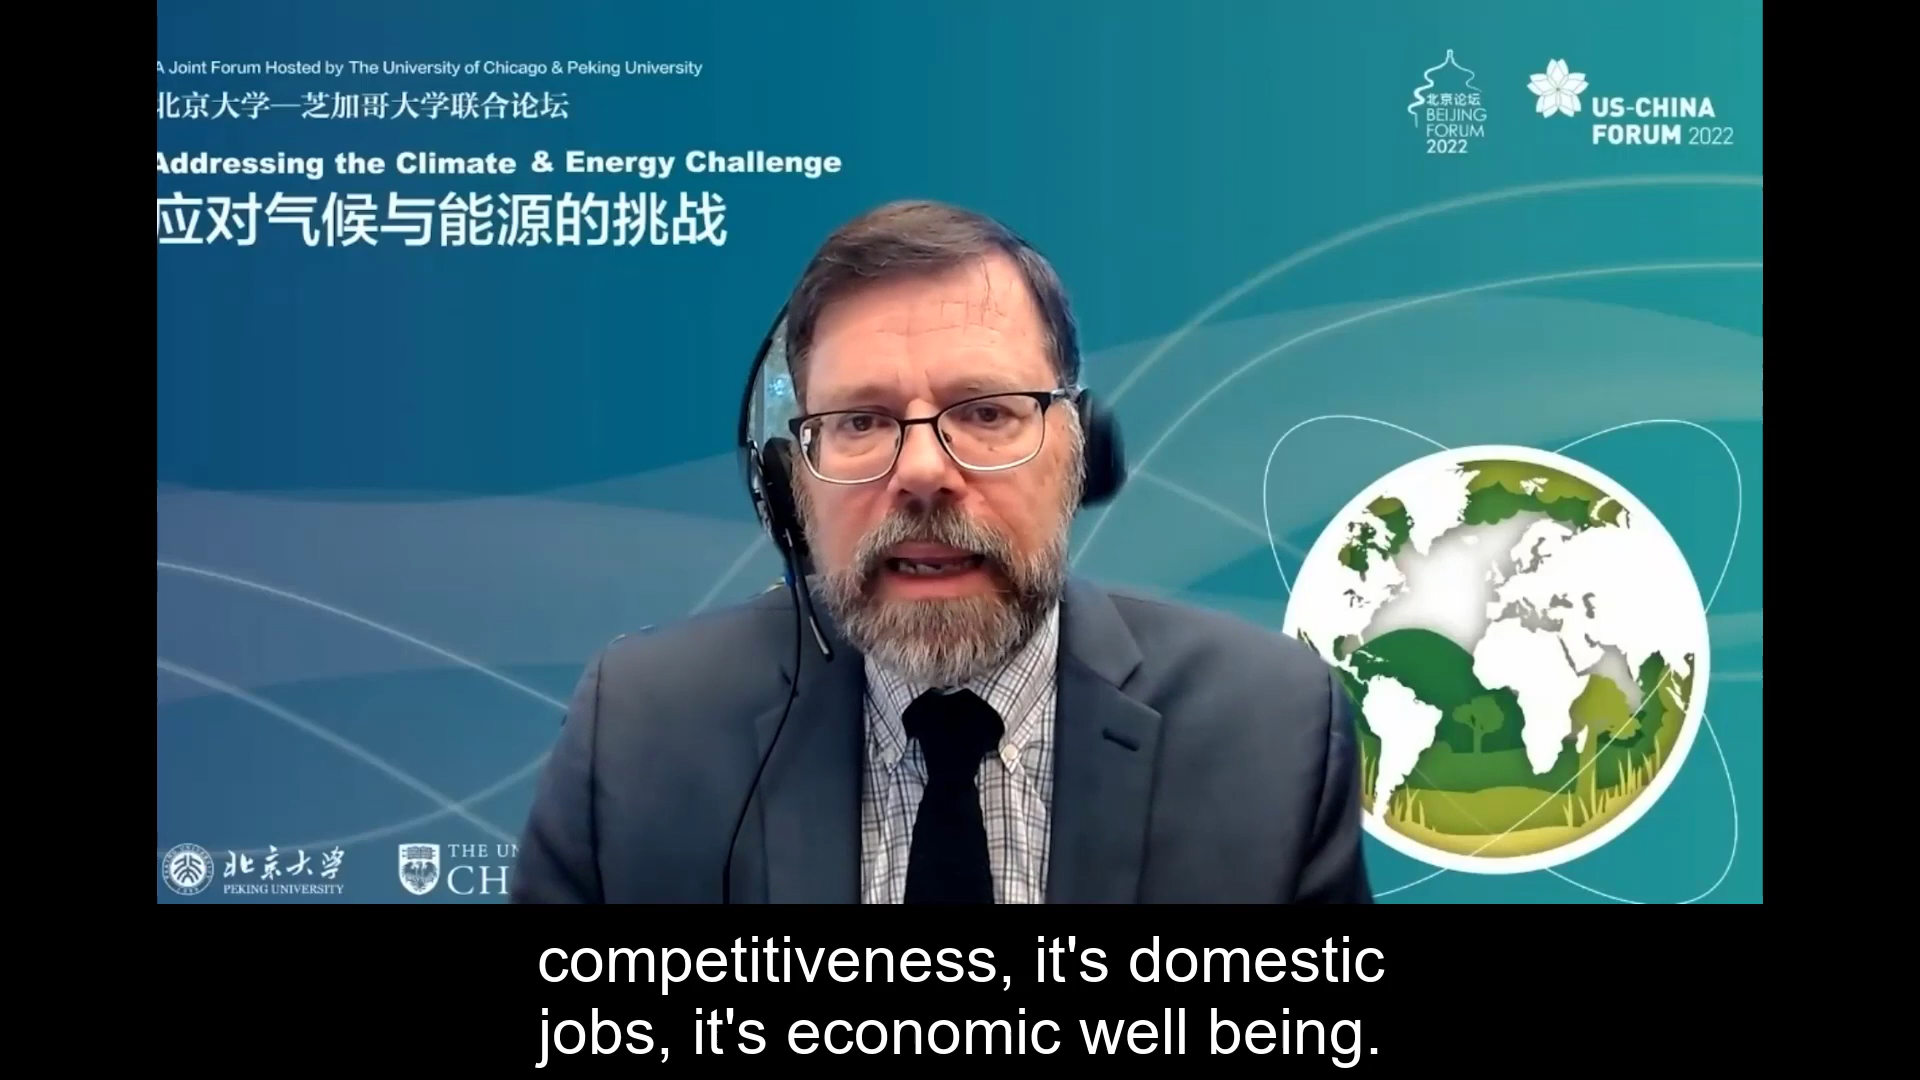 A Joint Forum Hosted by The University of Chicago & Peking University
北京大学—芝加哥大学联合论坛
Addressing the Climate & Energy Challenge
应对气候与能源的挑战
北京论坛
BEIJING
FORUM
2022
US-CHINA
FORUM 2022
北京大学
PEKING UNIVERSITY
THE UN
CH
competitiveness, it's domestic
jobs, it's economic well being.